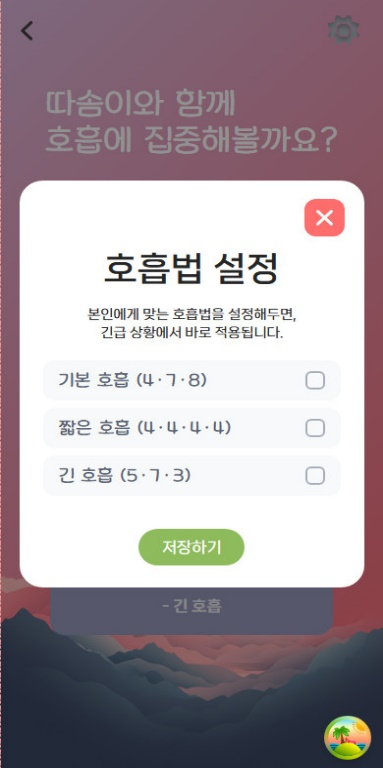 따솜이와 함께
호흡에 집중해볼까요?
호흡법 설정
본인에게 맞는 호흡법을 설정해두면,
긴급 상황에서 바로 적용됩니다.
기본 호흡 (4·7·8)
짧은 호흡 (4·4·4·4)
긴 호흡 (5·7·3)
저장하기
- 긴 호흡